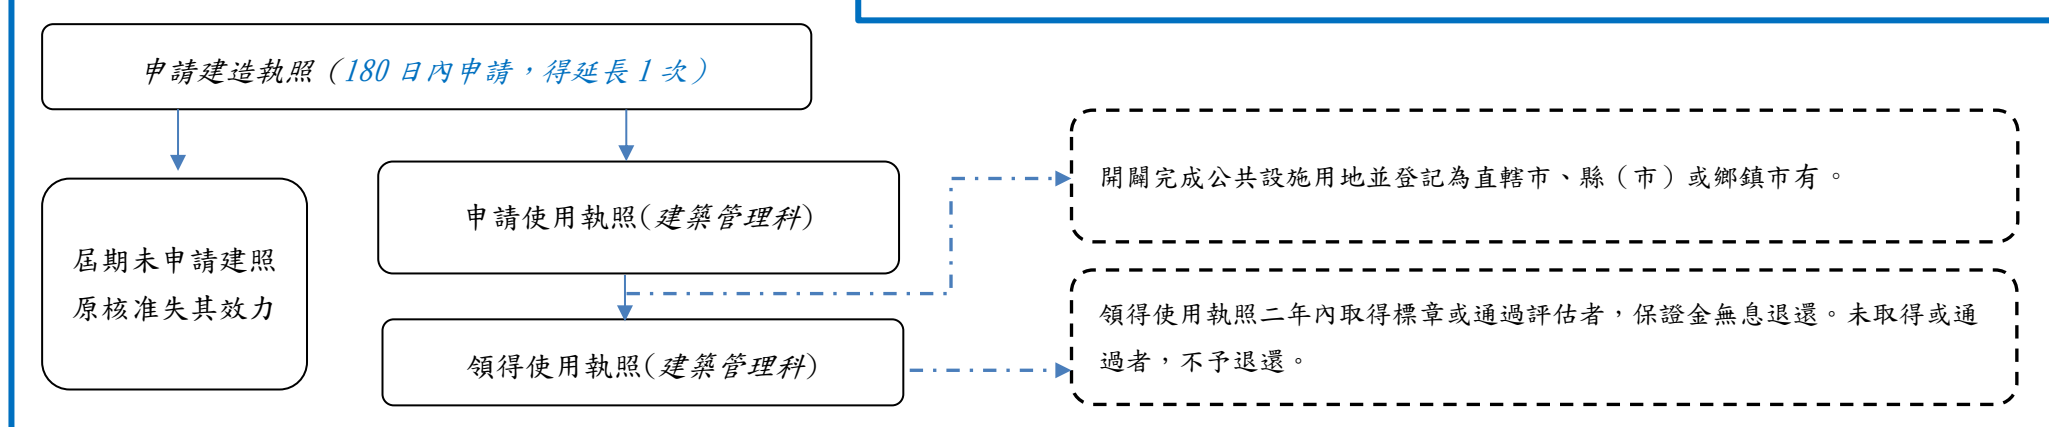 申請建造執照（180 日內申請，得延長 1 次）
開闢完成公共設施用地並登記為直轄市、縣（市）或鄉鎮市有。
申請使用執照(建築管理科)
屆期未申請建照
原核准失其效力
領得使用執照二年內取得標章或通過評估者，保證金無息退還。未取得或通
過者，不予退還。
領得使用執照(建築管理科)